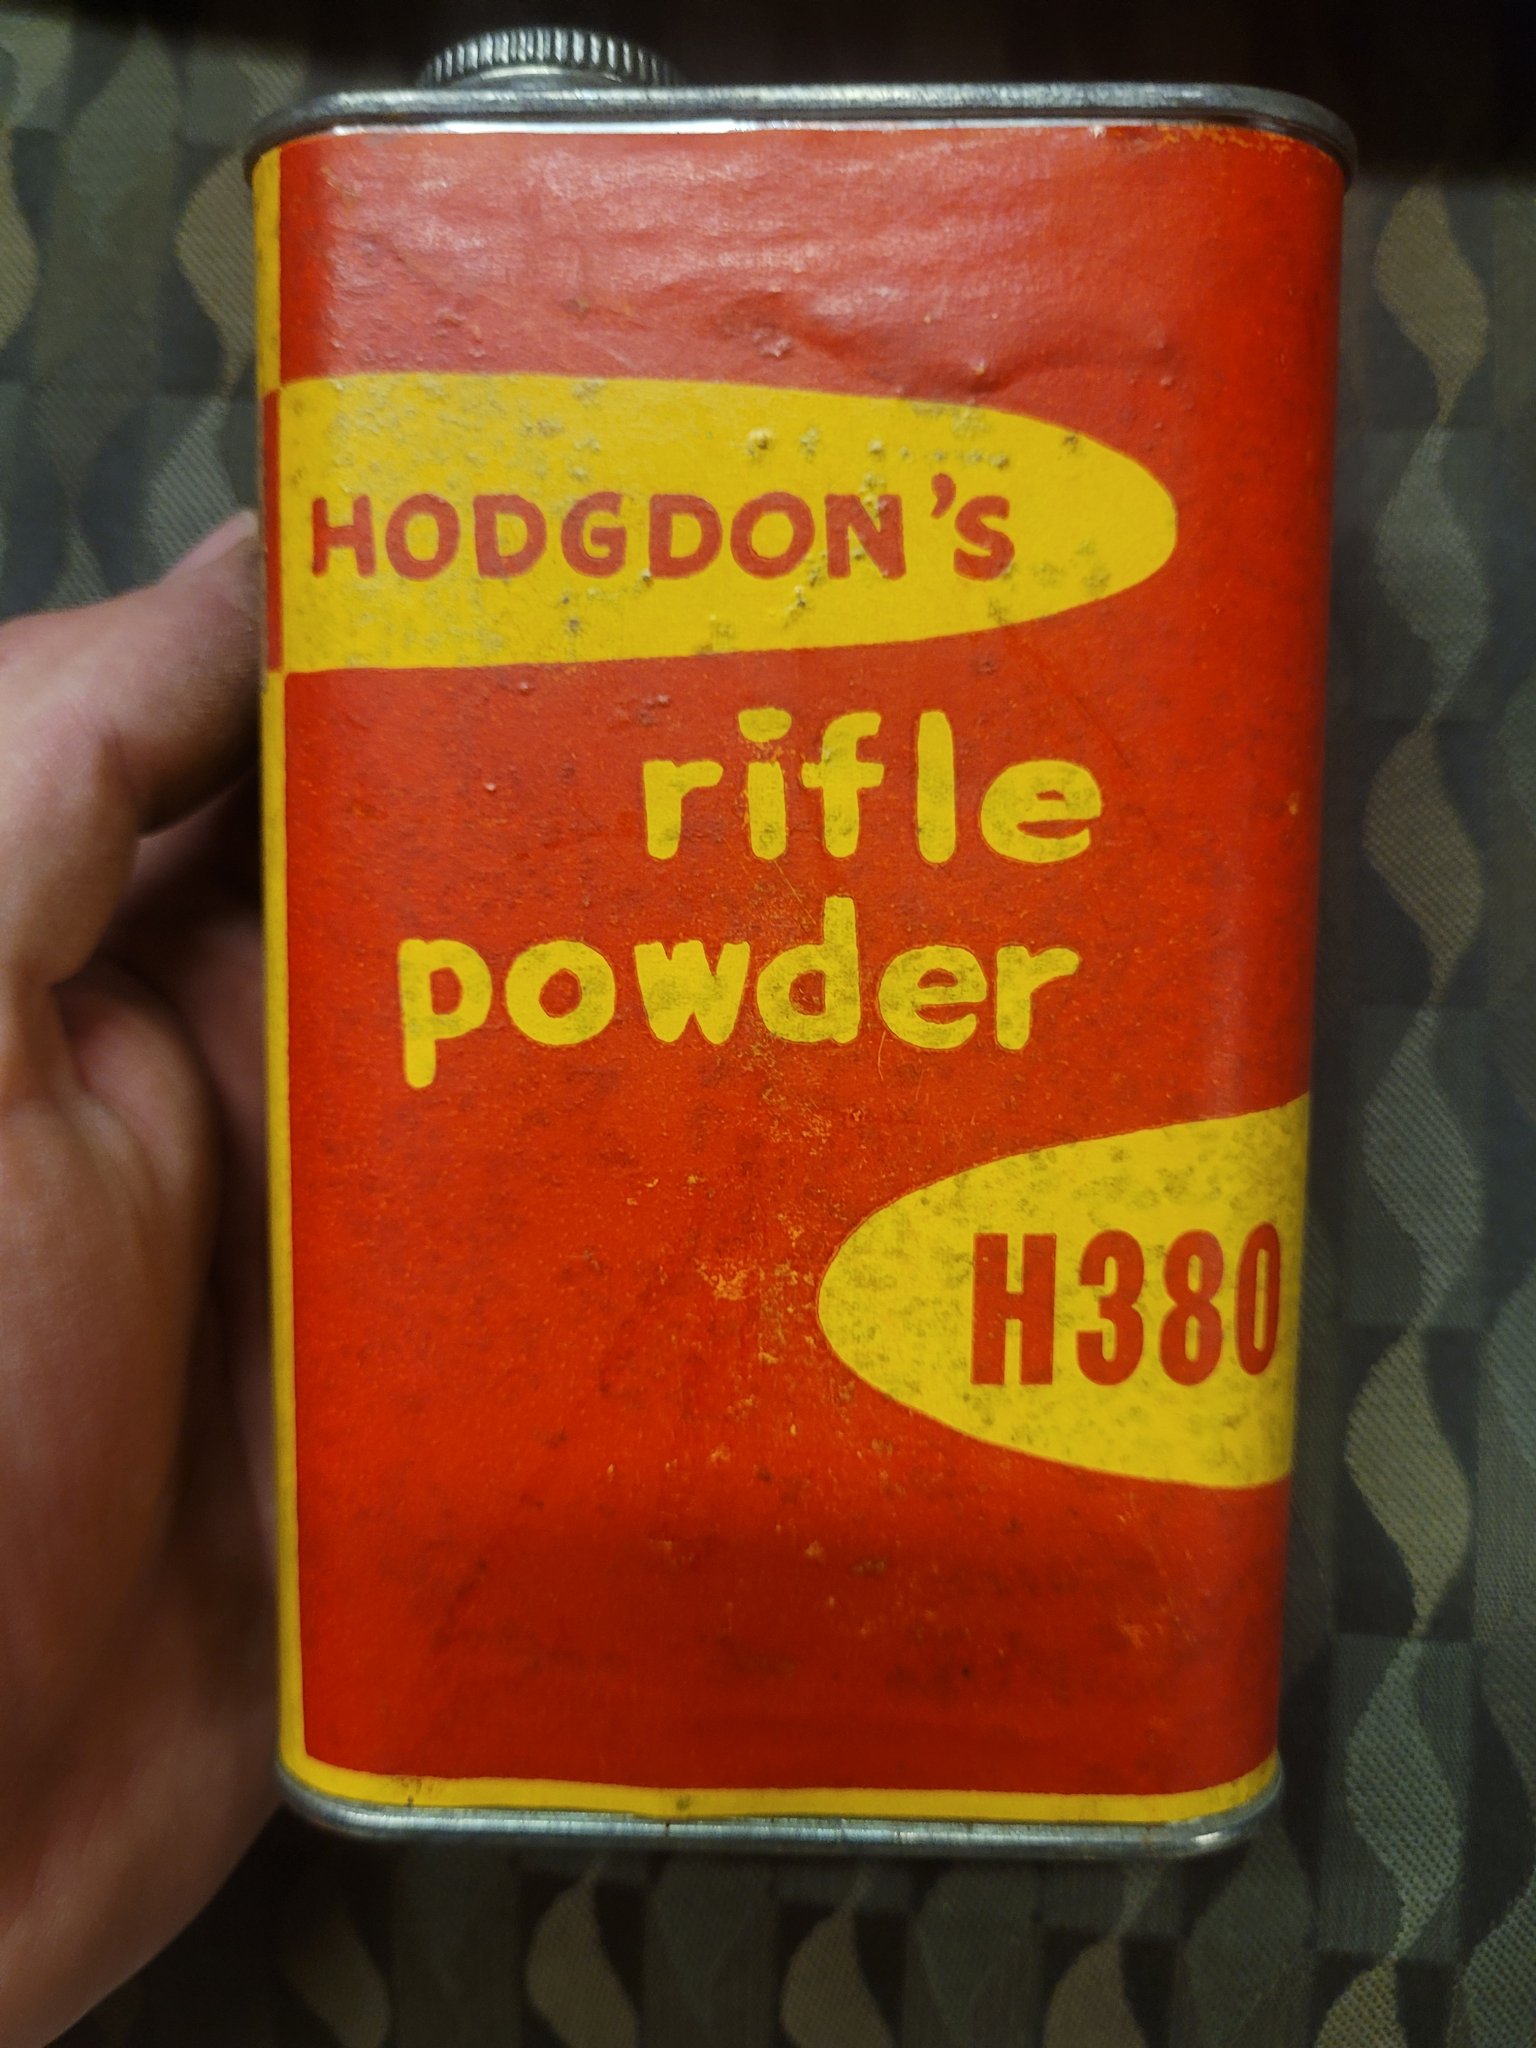 HODGDON'S
rifle
powder
H380